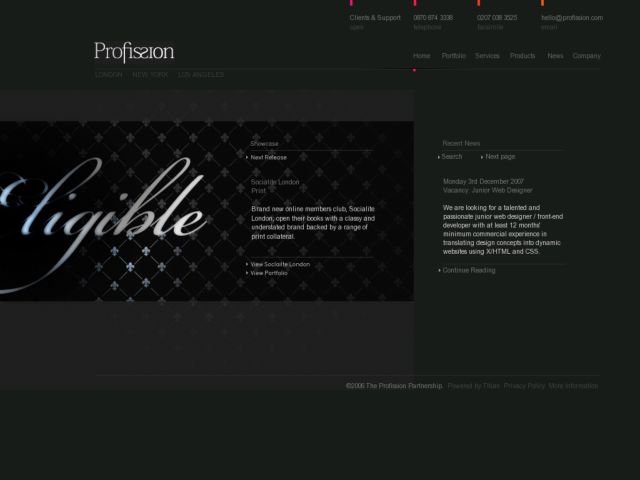 Clients & Support
open
0870 874 3338
telephone
0207 038 3525
facsimile
hello@profission.com
email
Profission
LONDON NEW YORK LOS ANGELES
Home Portfolio Services Products News Company
Eligible
Showcase
Next Release
Socialite London
Print
Brand new online members club, Socialite
London, open their books with a classy and
understated brand backed by a range of
print collateral.
View Socialite London
View Portfolio
Recent News
Search Next page
Monday 3rd December 2007
Vacancy: Junior Web Designer
We are looking for a talented and
passionate junior web designer / front-end
developer with at least 12 months'
minimum commercial experience in
translating design concepts into dynamic
websites using X/HTML and CSS.
Continue Reading
The Profission Partnership. Powered by Privacy Policy More Information